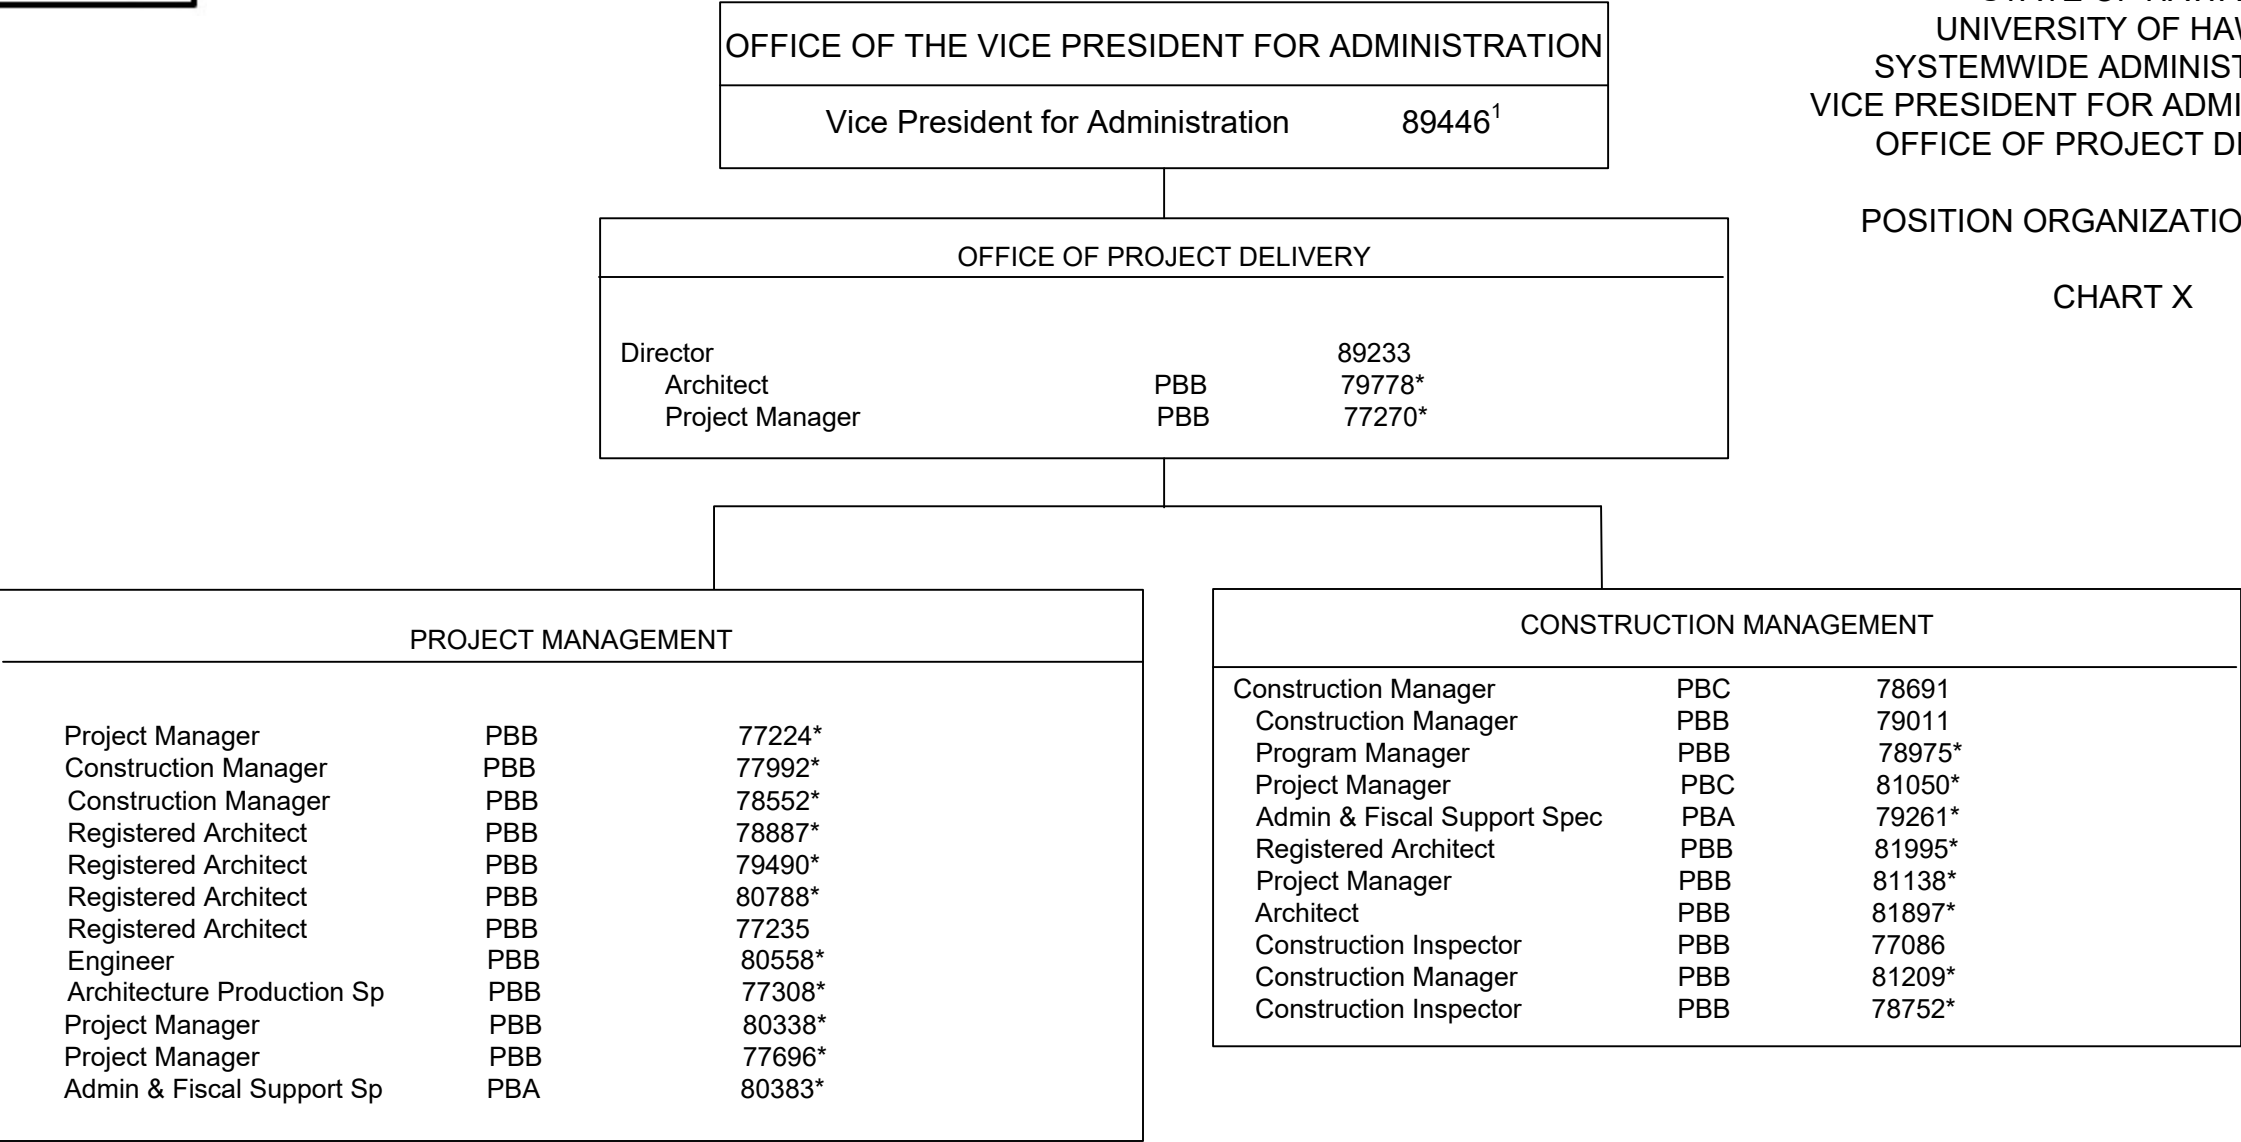 OFFICE OF THE VICE PRESIDENT FOR ADMINISTRATION
Vice President for Administration 89446¹
UNIVERSITY OF HA
SYSTEMWIDE ADMINIST
VICE PRESIDENT FOR ADMI
OFFICE OF PROJECT D
POSITION ORGANIZATIO
CHART X
OFFICE OF PROJECT DELIVERY
Director 89233
Architect PBB 79778*
Project Manager PBB 77270*
PROJECT MANAGEMENT
Project Manager PBB 77224*
Construction Manager PBB 77992*
Construction Manager PBB 78552*
Registered Architect PBB 78887*
Registered Architect PBB 79490*
Registered Architect PBB 80788*
Registered Architect PBB 77235
Engineer PBB 80558*
Architecture Production Sp PBB 77308*
Project Manager PBB 80338*
Project Manager PBB 77696*
Admin & Fiscal Support Sp PBA 80383*
CONSTRUCTION MANAGEMENT
Construction Manager PBC 78691
Construction Manager PBB 79011
Program Manager PBB 78975*
Project Manager PBC 81050*
Admin & Fiscal Support Spec PBA 79261*
Registered Architect PBB 81995*
Project Manager PBB 81138*
Architect PBB 81897*
Construction Inspector PBB 77086
Construction Manager PBB 81209*
Construction Inspector PBB 78752*